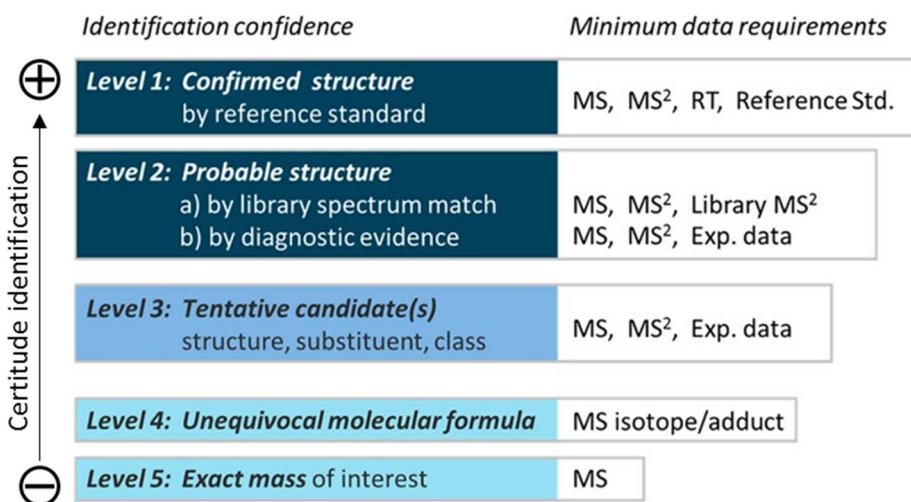 Identification confidence
Minimum data requirements
Certitude identification
Level 1: Confirmed structure
by reference standard
MS, MS², RT, Reference Std.
Level 2: Probable structure
a) by library spectrum match
b) by diagnostic evidence
MS, MS², Library MS²
MS, MS², Exp. data
Level 3: Tentative candidate(s)
structure, substituent, class
MS, MS², Exp. data
Level 4: Unequivocal molecular formula
MS isotope/adduct
Level 5: Exact mass of interest
MS